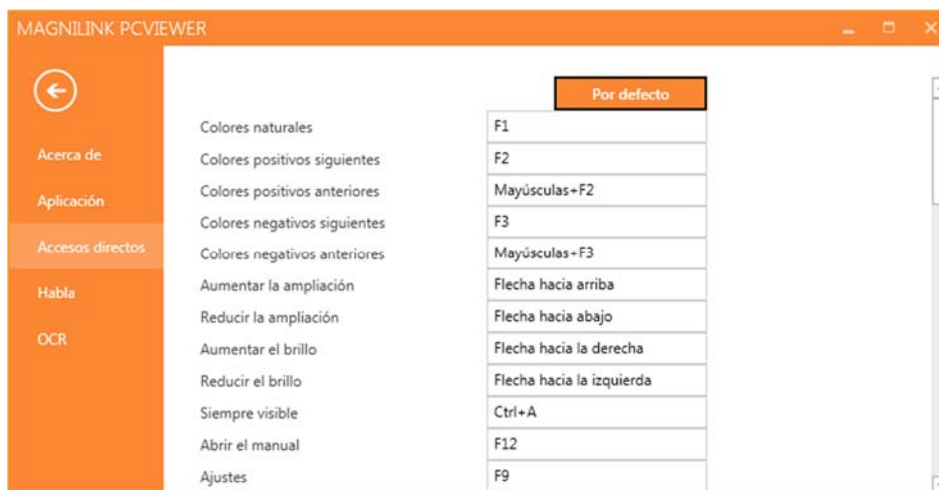 MAGNILINK PCVIEWER
Acerca de
Aplicación
Accesos directos
Habla
OCR
Por defecto
Colores naturales F1
Colores positivos siguientes F2
Colores positivos anteriores Mayúsculas+F2
Colores negativos siguientes F3
Colores negativos anteriores Mayúsculas+F3
Aumentar la ampliación Flecha hacia arriba
Reducir la ampliación Flecha hacia abajo
Aumentar el brillo Flecha hacia la derecha
Reducir el brillo Flecha hacia la izquierda
Siempre visible Ctrl+A
Abrir el manual F12
Ajustes F9